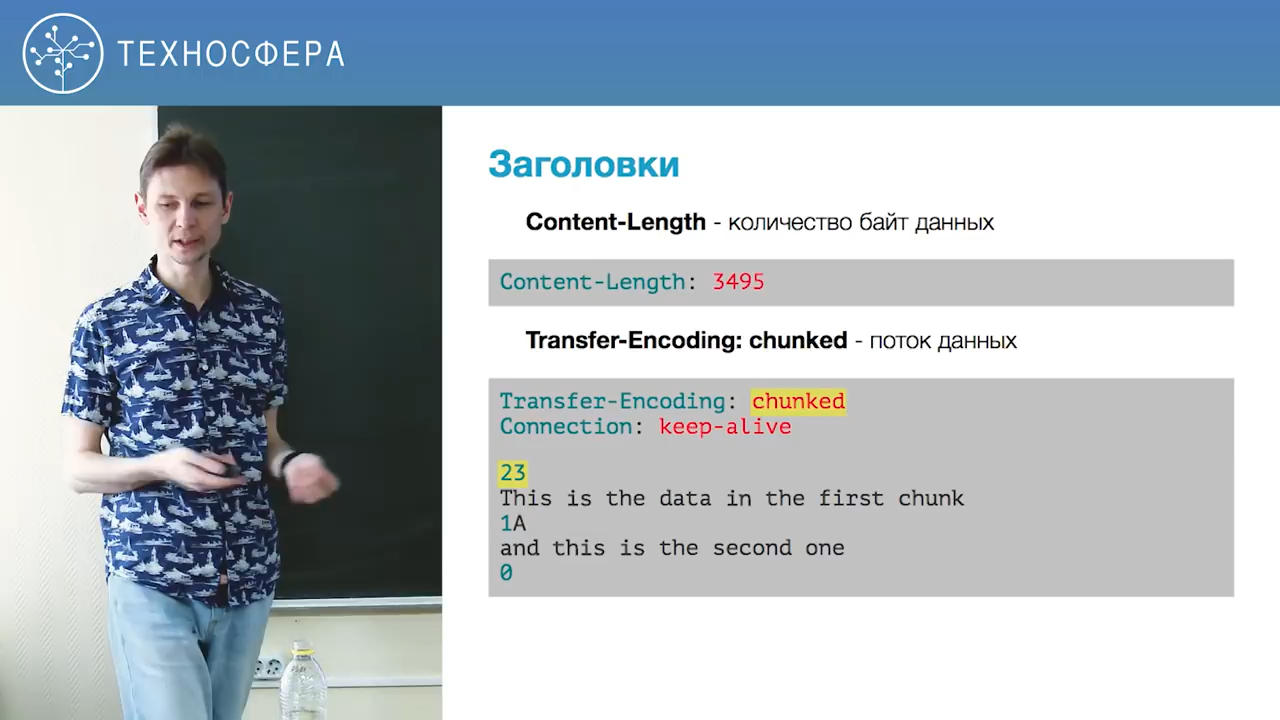 ТЕХНОСФЕРА
Заголовки
Content-Length - количество байт данных
Content-Length: 3495
Transfer-Encoding: chunked - поток данных
Transfer-Encoding: chunked
Connection: keep-alive
23
This is the data in the first chunk
1A
and this is the second one
0